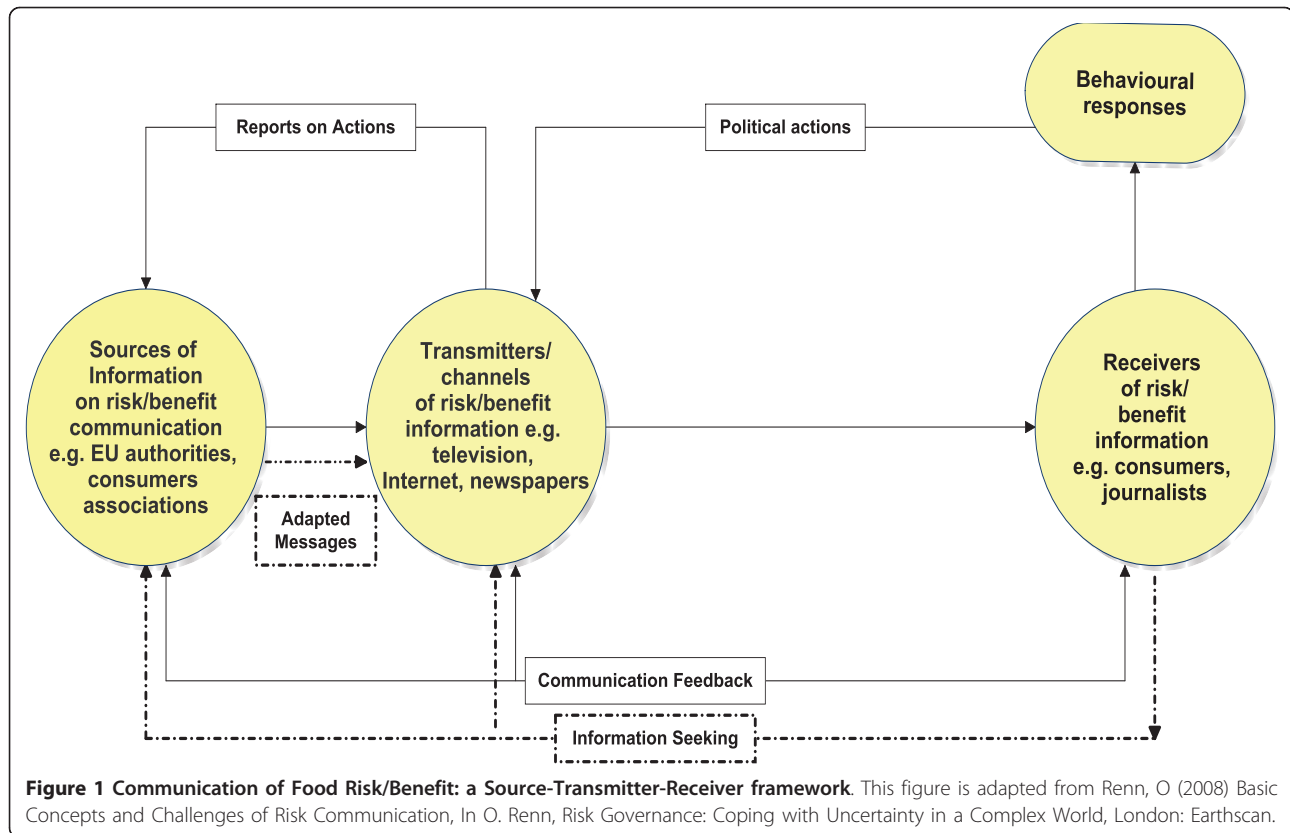 Behavioural
responses
Reports on Actions
Political actions
Sources of
Information
on risk/benefit
communication
e.g. EU authorities,
consumers
associations
Transmitters/
channels
of risk/benefit
information e.g.
television,
Internet, newspapers
Receivers
of risk/
benefit
information
e.g. consumers,
journalists
Adapted
Messages
Communication Feedback
Information Seeking
Figure 1 Communication of Food Risk/Benefit: a Source-Transmitter-Receiver framework. This figure is adapted from Renn, O (2008) Basic
Concepts and Challenges of Risk Communication, In O. Renn, Risk Governance: Coping with Uncertainty in a Complex World, London: Earthscan.